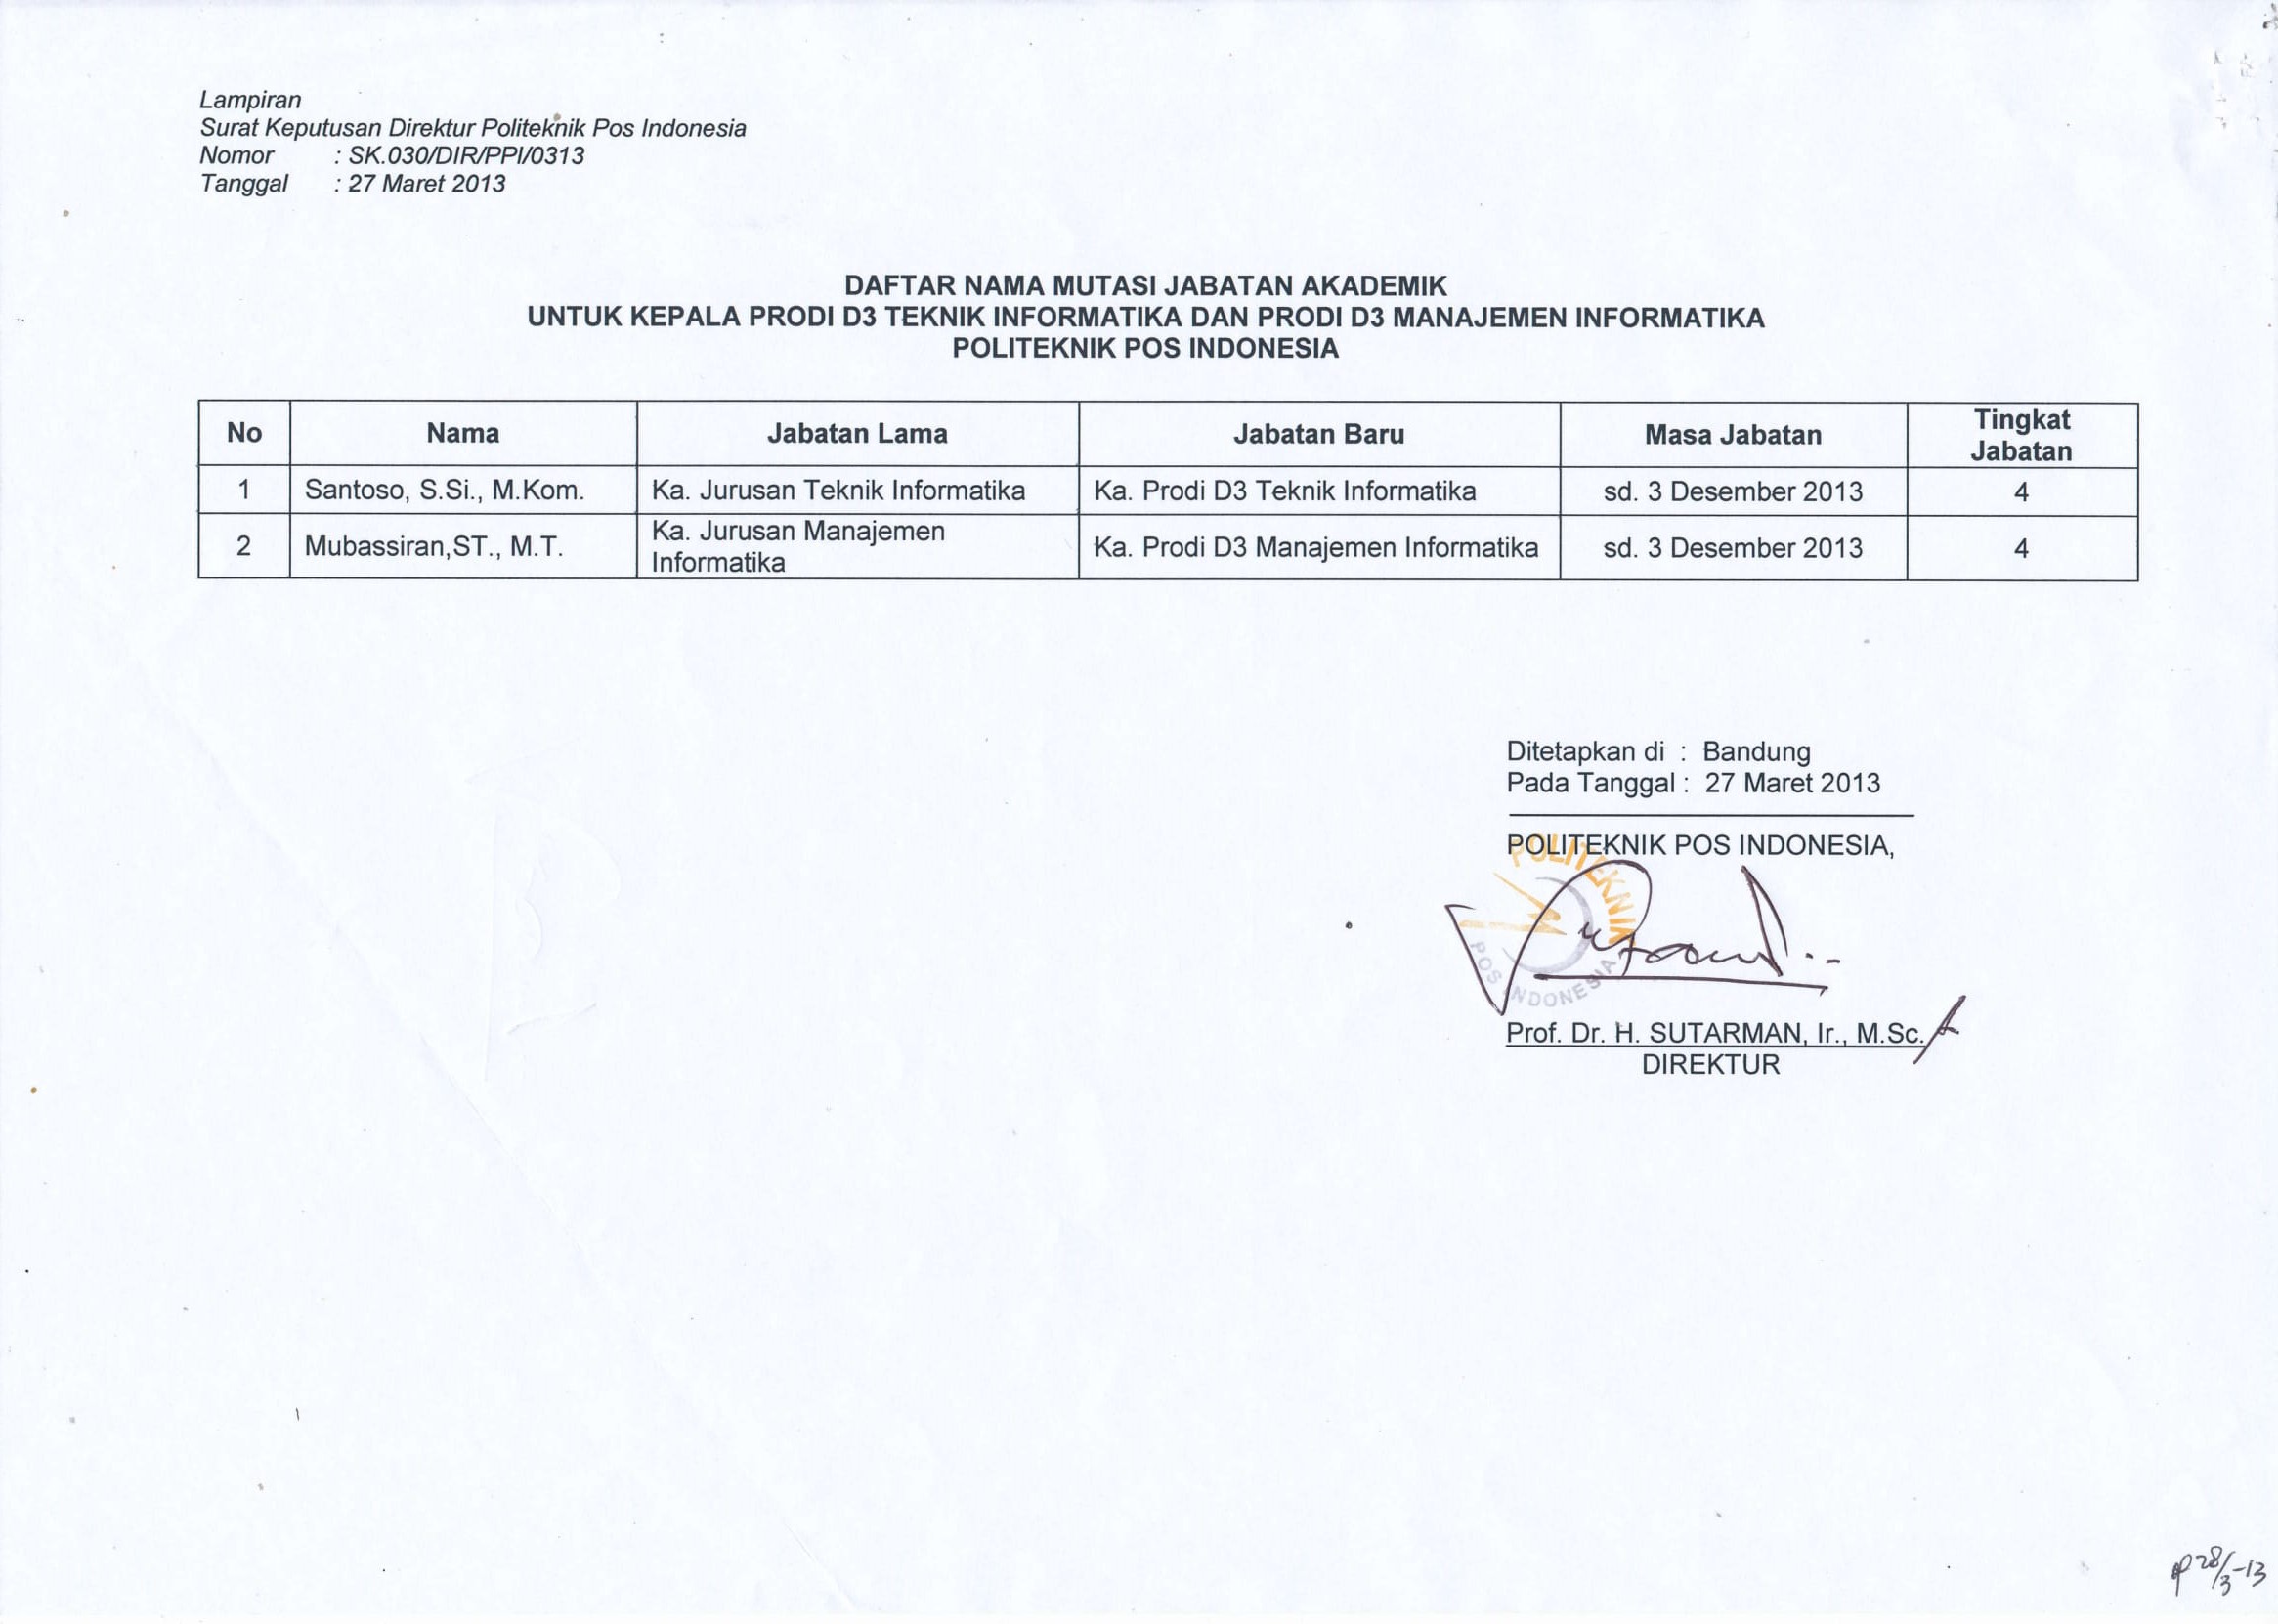 Lampiran
Surat Keputusan Direktur Politeknik Pos Indonesia
Nomor : SK.030/DIR/PPI/0313
Tanggal : 27 Maret 2013
DAFTAR NAMA MUTASI JABATAN AKADEMIK
UNTUK KEPALA PRODI D3 TEKNIK INFORMATIKA DAN PRODI D3 MANAJEMEN INFORMATIKA
POLITEKNIK POS INDONESIA
No Nama Jabatan Lama Jabatan Baru Masa Jabatan Tingkat Jabatan
1 Santoso, S.Si., M.Kom. Ka. Jurusan Teknik Informatika Ka. Prodi D3 Teknik Informatika sd. 3 Desember 2013 4
2 Mubassiran,ST., M.T. Ka. Jurusan Manajemen Informatika Ka. Prodi D3 Manajemen Informatika sd. 3 Desember 2013 4
Ditetapkan di : Bandung
Pada Tanggal : 27 Maret 2013
POLITEKNIK POS INDONESIA,
POLITEKNIK
POS INDONESIA
Prof. Dr. H. SUTARMAN, Ir., M.Sc.
DIREKTUR
28/3-13